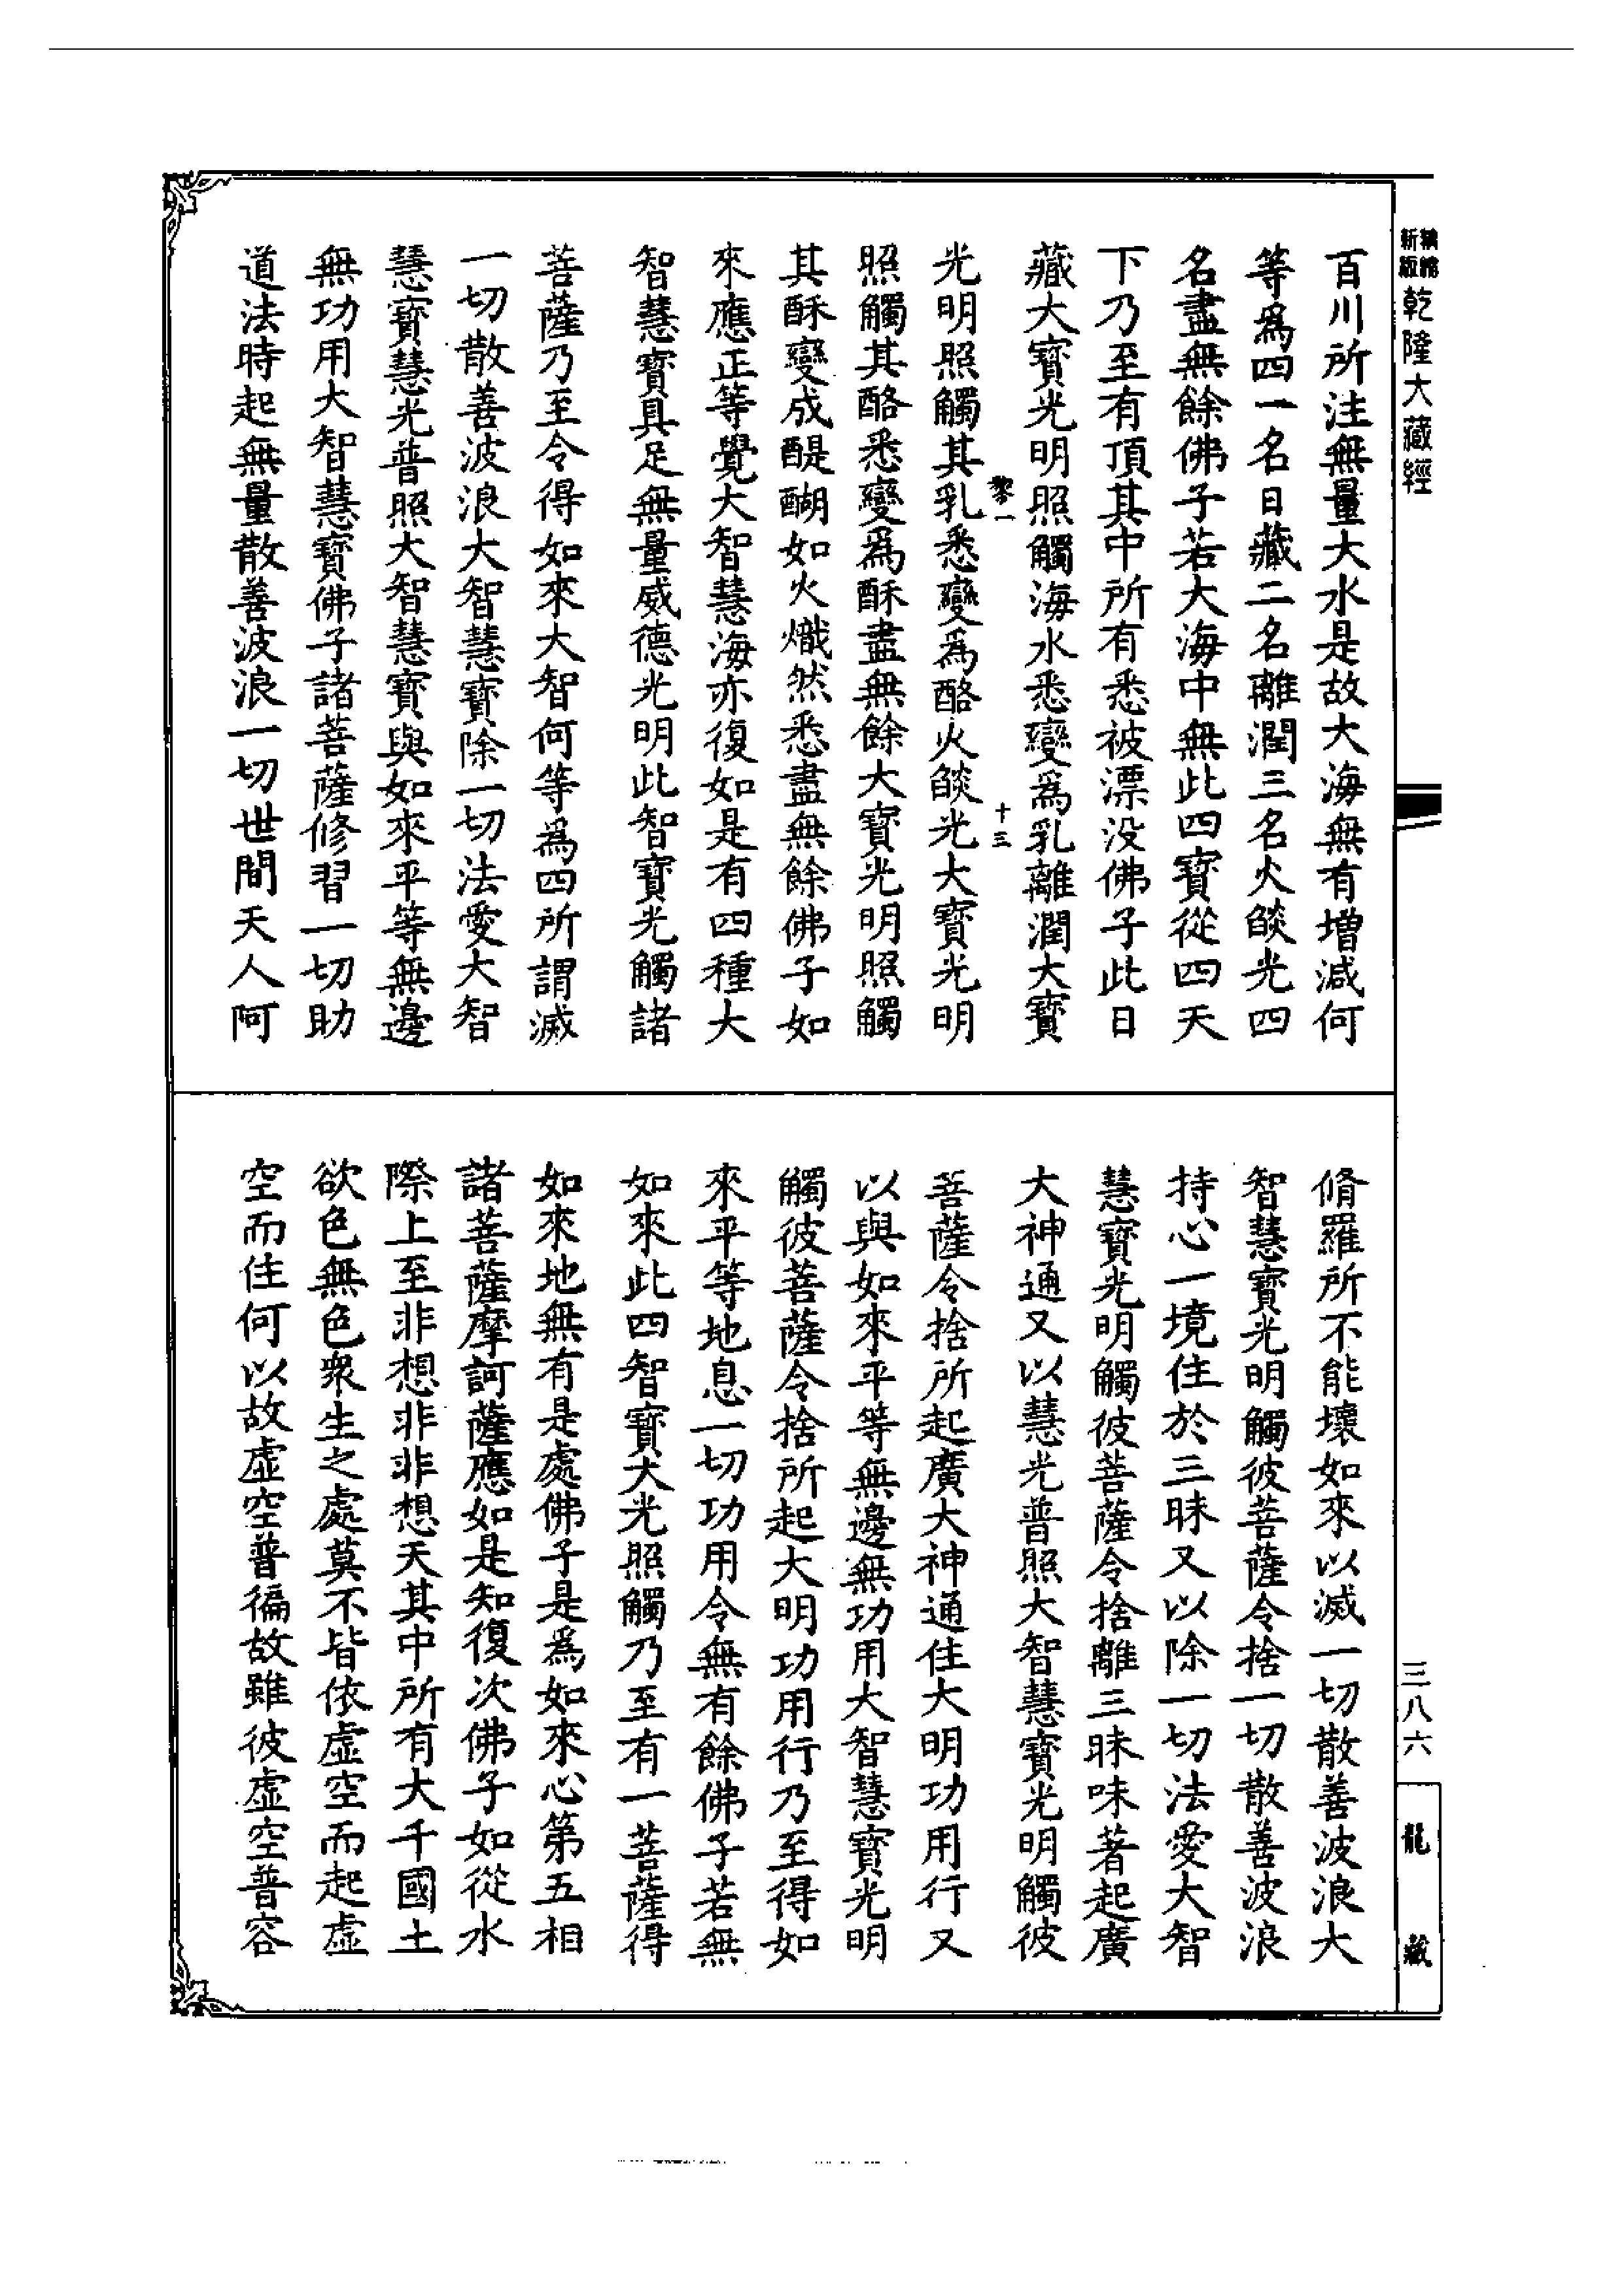 精縮
新版
乾隆大藏經
百川所注無量大水是故大海無有增減何
等為四一名日藏二名離潤三名火燄光四
名盡無餘佛子若大海中無此四寶從四天
下乃至有頂其中所有悉被漂没佛子此日
藏大寶光明照觸海水悉變為乳離潤大寶
黎一
十三
光明照觸其乳悉變為酪火燄光大寶光明
照觸其酪悉變為酥盡無餘大寶光明照觸
其酥變成醍醐如火熾然悉盡無餘佛子如
來應正等覺大智慧海亦復如是有四種大
智慧寶具足無量威德光明此智寶光觸諸
菩薩乃至令得如來大智何等為四所謂滅
一切散善波浪大智慧寶除一切法愛大智
慧寶慧光普照大智慧寶與如來平等無邊
無功用大智慧寶佛子諸菩薩修習一切助
道法時起無量散善波浪一切世間天人阿
脩羅所不能壞如來以滅一切散善波浪大
智慧寶光明觸彼菩薩令捨一切散善波浪
持心一境住於三昧又以除一切法愛大智
慧寶光明觸彼菩薩令捨離三昧味著起廣
大神通又以慧光普照大智慧寶光明觸彼
菩薩令捨所起廣大神通住大明功用行又
以與如來平等無邊無功用大智慧寶光明
觸彼菩薩令捨所起大明功用行乃至得如
來平等地息一切功用令無有餘佛子若無
如來此四智寶大光照觸乃至有一菩薩得
如來地無有是處佛子是為如來心第五相
諸菩薩摩訶薩應如是知復次佛子如從水
際上至非想非非想天其中所有大千國土
欲色無色衆生之處莫不皆依虛空而起虛
空而住何以故虛空普徧故雖彼虛空普容
三八六
龍藏